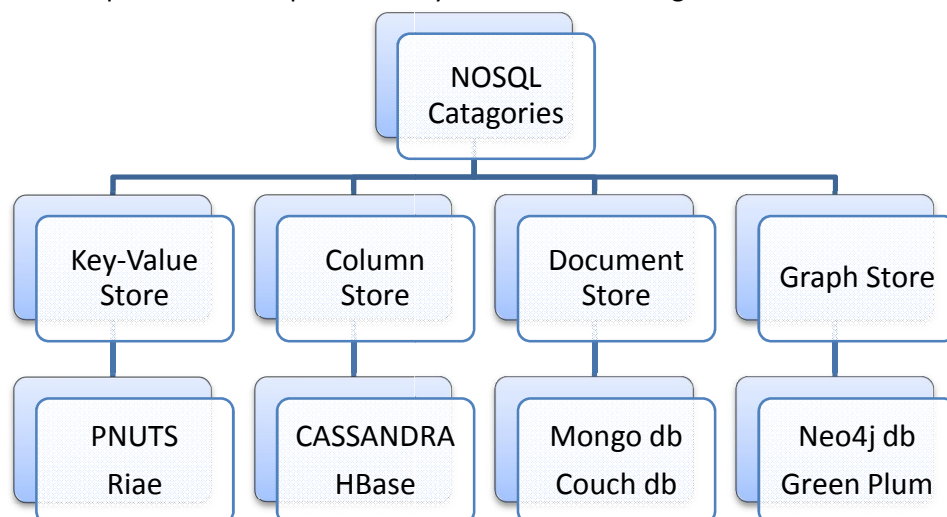 NOSQL
Catagories
Key-Value
Store
Column
Store
Document
Store
Graph Store
PNUTS
Riae
CASSANDRA
HBase
Mongo db
Couch db
Neo4j db
Green Plum